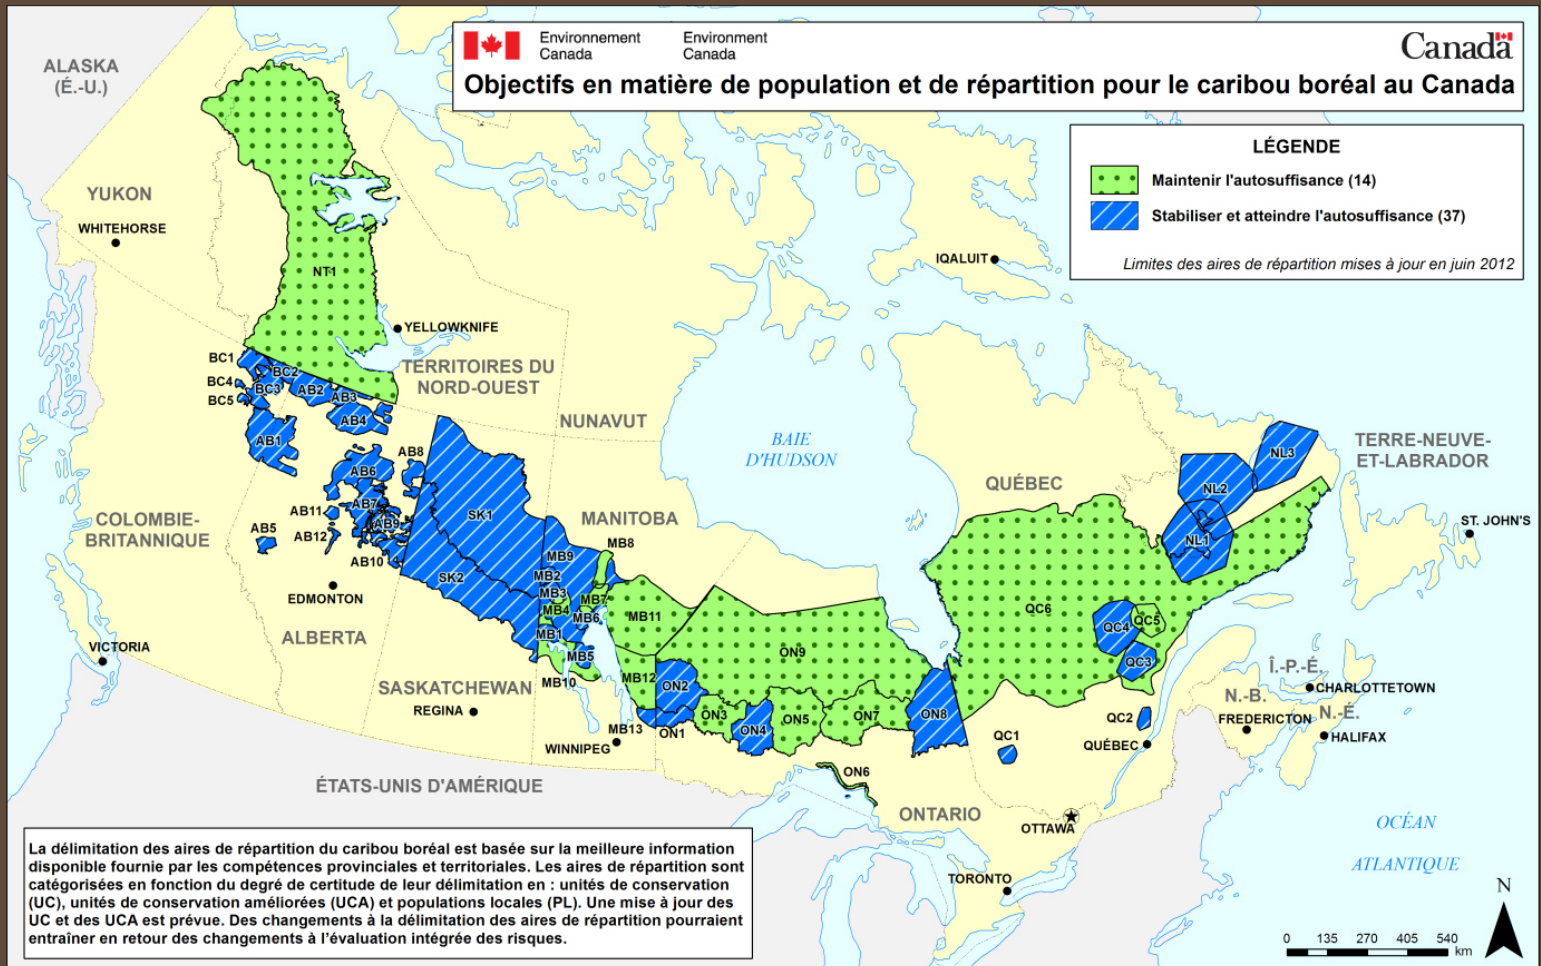 Environnement
Canada
Environment
Canada
Canada
Objectifs en matière de population et de répartition pour le caribou boréal au Canada
LÉGENDE
Maintenir l'autosuffisance (14)
Stabiliser et atteindre l'autosuffisance (37)
Limites des aires de répartition mises à jour en juin 2012
ALASKA
(É.-U.)
YUKON
WHITEHORSE
NT1
IQALUIT
YELLOWKNIFE
TERRITOIRES DU
NORD-OUEST
NUNAVUT
BC1
BC2
BC4
BC3
BC5
AB2
AB3
AB4
AB1
AB8
AB6
AB7
AB11
AB9
AB12
AB5
AB10
COLOMBIE-
BRITANNIQUE
EDMONTON
ALBERTA
VICTORIA
SK1
SK2
SASKATCHEWAN
REGINA
MANITOBA
MB8
MB9
MB2
MB3
MB7
MB4
MB6
MB11
MB1
MB5
MB10
MB12
MB13
WINNIPEG
BAIE
D'HUDSON
ON9
ON2
ON1
ON3
ON4
ON5
ON7
ON8
ON6
ONTARIO
OTTAWA
TORONTO
QUÉBEC
QC6
QC4
QC5
QC3
QC2
QC1
QUÉBEC
NL3
NL2
NL1
TERRE-NEUVE-
ET-LABRADOR
ST. JOHN'S
Î.-P.-É.
CHARLOTTETOWN
N.-B.
N.-É.
FREDERICTON
HALIFAX
ÉTATS-UNIS D'AMÉRIQUE
OCÉAN
ATLANTIQUE
La délimitation des aires de répartition du caribou boréal est basée sur la meilleure information
disponible fournie par les compétences provinciales et territoriales. Les aires de répartition sont
catégorisées en fonction du degré de certitude de leur délimitation en : unités de conservation
(UC), unités de conservation améliorées (UCA) et populations locales (PL). Une mise à jour des
UC et des UCA est prévue. Des changements à la délimitation des aires de répartition pourraient
entraîner en retour des changements à l'évaluation intégrée des risques.
N
0 135 270 405 540
km